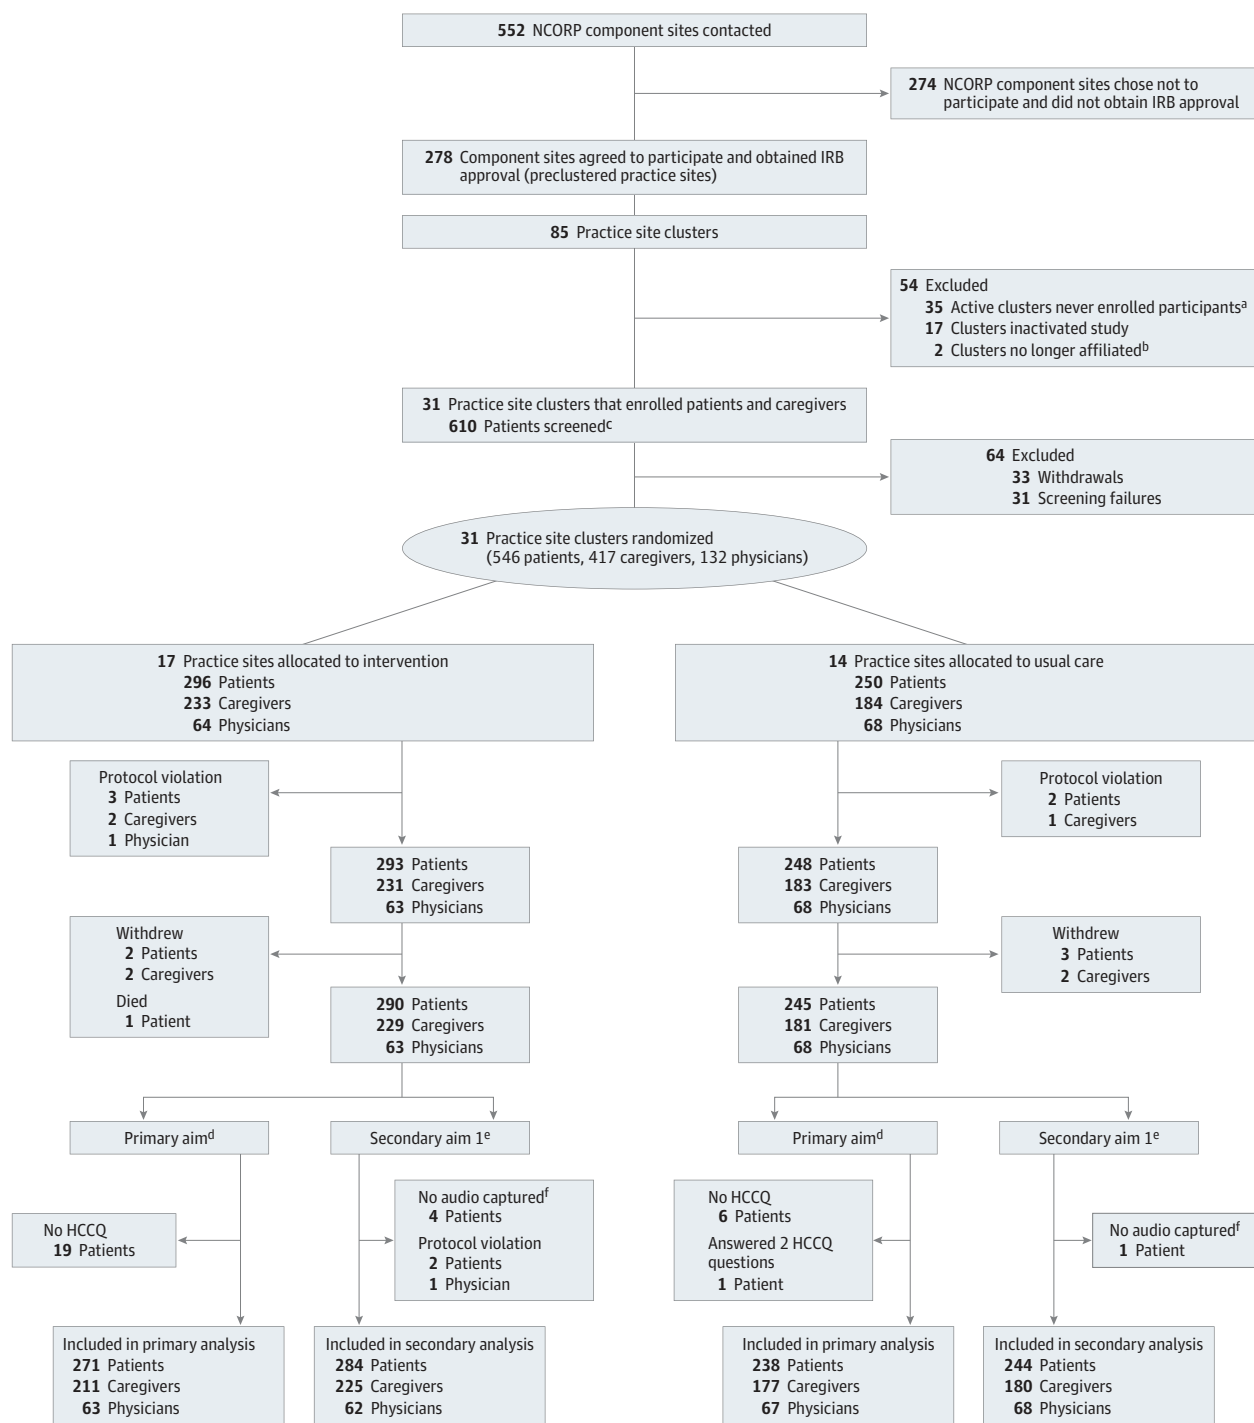 552 NCORP component sites contacted
274 NCORP component sites chose not to
participate and did not obtain IRB approval
278 Component sites agreed to participate and obtained IRB
approval (preclustered practice sites)
85 Practice site clusters
54 Excluded
35 Active clusters never enrolled participantsᵃ
17 Clusters inactivated study
2 Clusters no longer affiliatedᵇ
31 Practice site clusters that enrolled patients and caregivers
610 Patients screenedᶜ
64 Excluded
33 Withdrawals
31 Screening failures
31 Practice site clusters randomized
(546 patients, 417 caregivers, 132 physicians)
17 Practice sites allocated to intervention
296 Patients
233 Caregivers
64 Physicians
14 Practice sites allocated to usual care
250 Patients
184 Caregivers
68 Physicians
Protocol violation
3 Patients
2 Caregivers
1 Physician
Protocol violation
2 Patients
1 Caregivers
293 Patients
231 Caregivers
63 Physicians
248 Patients
183 Caregivers
68 Physicians
Withdrew
2 Patients
2 Caregivers
Died
1 Patient
Withdrew
3 Patients
2 Caregivers
290 Patients
229 Caregivers
63 Physicians
245 Patients
181 Caregivers
68 Physicians
Primary aimᵈ
Secondary aim 1ᵉ
Primary aimᵈ
Secondary aim 1ᵉ
No HCCQ
19 Patients
No audio capturedᶠ
4 Patients
Protocol violation
2 Patients
1 Physician
No HCCQ
6 Patients
Answered 2 HCCQ
questions
1 Patient
No audio capturedᶠ
1 Patient
Included in primary analysis
271 Patients
211 Caregivers
63 Physicians
Included in secondary analysis
284 Patients
225 Caregivers
62 Physicians
Included in primary analysis
238 Patients
177 Caregivers
67 Physicians
Included in secondary analysis
244 Patients
180 Caregivers
68 Physicians